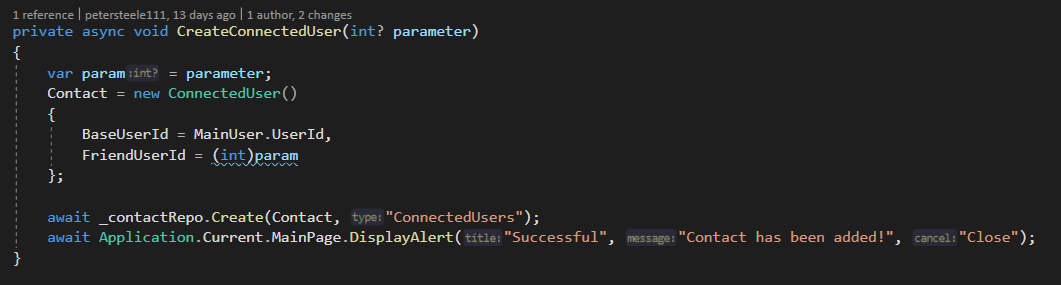 1 reference | petersteele111, 13 days ago | 1 author, 2 changes
private async void CreateConnectedUser(int? parameter)
{
    var param :int? = parameter;
    Contact = new ConnectedUser()
    {
        BaseUserId = MainUser.UserId,
        FriendUserId = (int)param
    };
    await _contactRepo.Create(Contact, type: "ConnectedUsers");
    await Application.Current.MainPage.DisplayAlert(title: "Successful", message: "Contact has been added!", cancel: "Close");
}